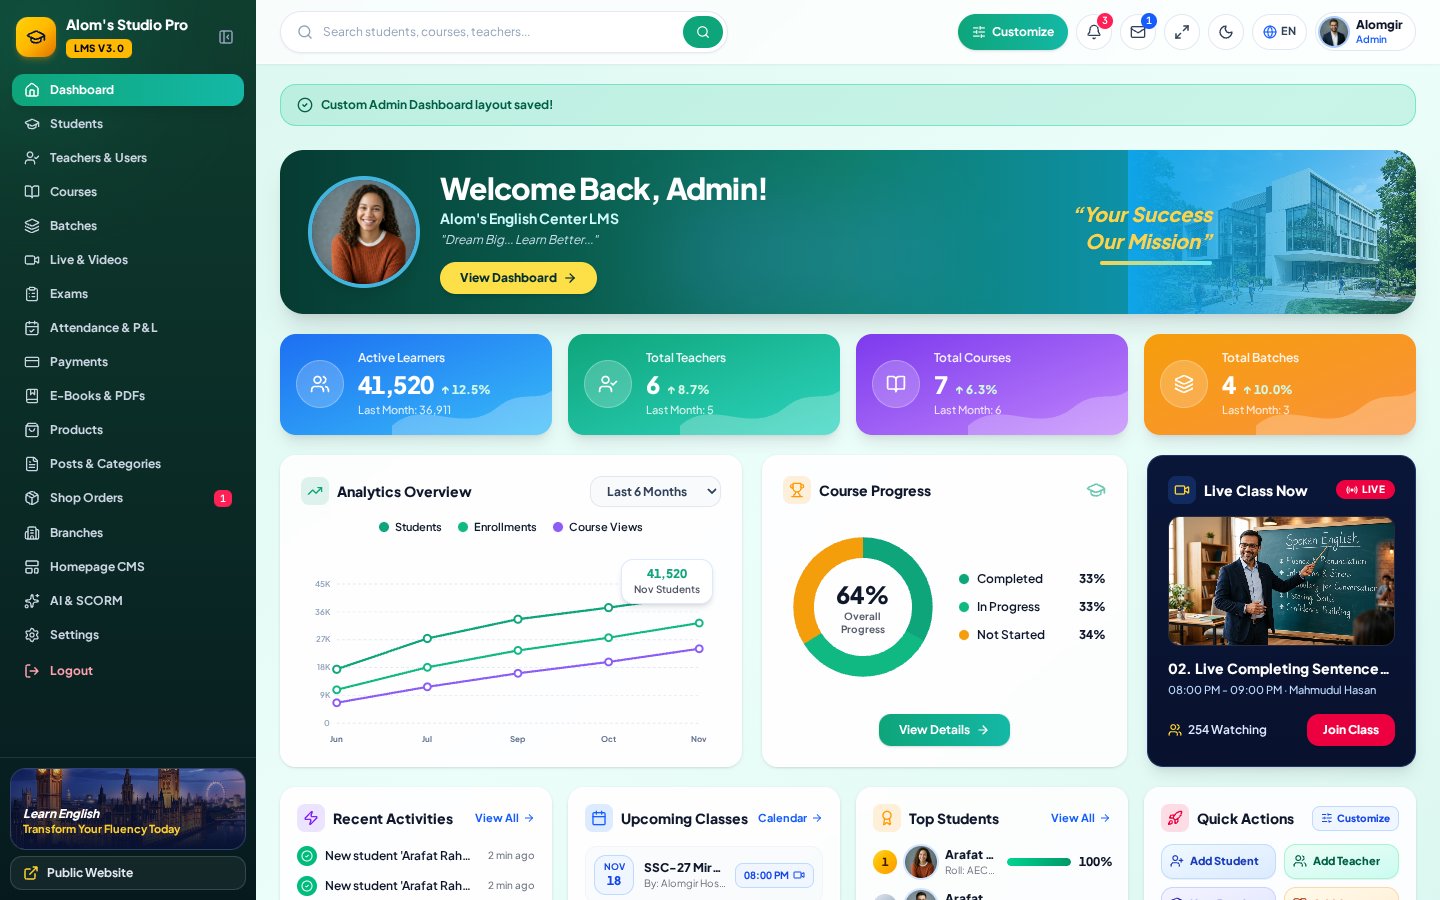 Alom's Studio Pro
LMS V3.0
Dashboard
Students
Teachers & Users
Courses
Batches
Live & Videos
Exams
Attendance & P&L
Payments
E-Books & PDFs
Products
Posts & Categories
Shop Orders 1
Branches
Homepage CMS
AI & SCORM
Settings
Logout
Learn English
Transform Your Fluency Today
Public Website
Search students, courses, teachers...
Customize
3
1
EN
Alomgir
Admin
Custom Admin Dashboard layout saved!
Welcome Back, Admin!
Alom's English Center LMS
"Dream Big... Learn Better..."
View Dashboard
“Your Success
Our Mission”
Active Learners
41,520 ↑ 12.5%
Last Month: 36,911
Total Teachers
6 ↑ 8.7%
Last Month: 5
Total Courses
7 ↑ 6.3%
Last Month: 6
Total Batches
4 ↑ 10.0%
Last Month: 3
Analytics Overview
Last 6 Months
Students Enrollments Course Views
41,520
Nov Students
45K
36K
27K
18K
9K
0
Jun Jul Sep Oct Nov
Course Progress
64%
Overall
Progress
Completed 33%
In Progress 33%
Not Started 34%
View Details
Live Class Now
LIVE
Spoken English
02. Live Completing Sentence...
08:00 PM - 09:00 PM · Mahmudul Hasan
254 Watching
Join Class
Recent Activities
View All
New student 'Arafat Rah... 2 min ago
New student 'Arafat Rah... 2 min ago
Upcoming Classes
Calendar
NOV
18
SSC-27 Mir...
By: Alomgir Hos...
08:00 PM
Top Students
View All
1
Arafat ...
Roll: AEC...
100%
Arafat
Quick Actions
Customize
Add Student
Add Teacher